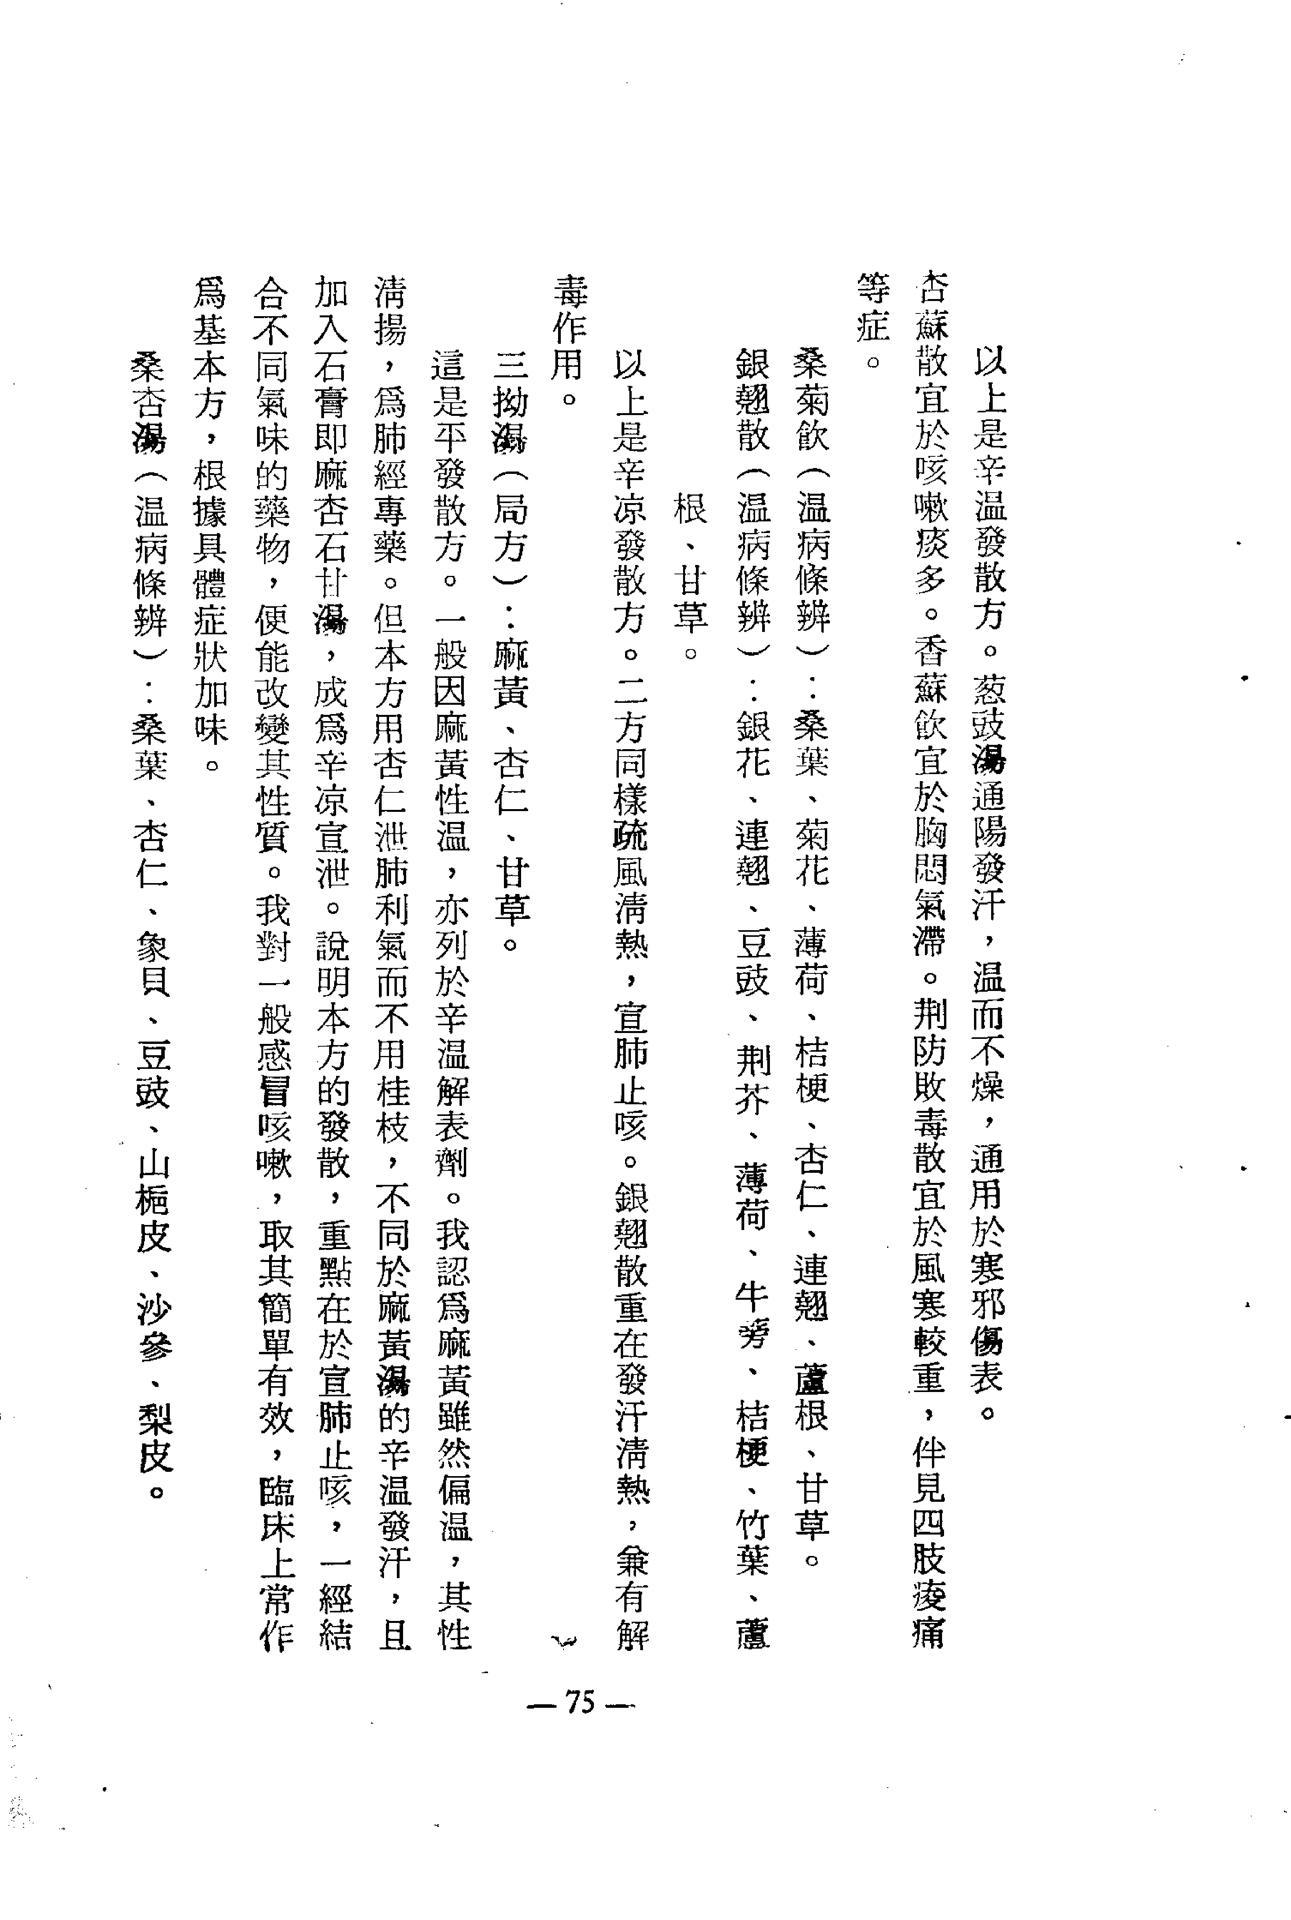 以上是辛温發散方。葱豉湯通陽發汗，温而不燥，通用於寒邪傷表。
杏蘇散宜於咳嗽痰多。香蘇飲宜於胸悶氣滯。荆防敗毒散宜於風寒較重，伴見四肢痠痛
等症。
桑菊飲（温病條辨）：桑葉、菊花、薄荷、桔梗、杏仁、連翹、蘆根、甘草。
銀翹散（温病條辨）：銀花、連翹、豆豉、荆芥、薄荷、牛蒡、桔梗、竹葉、蘆
根、甘草。
以上是辛凉發散方。二方同樣疏風淸熱，宣肺止咳。銀翹散重在發汗淸熱，兼有解
毒作用。
三拗湯（局方）：麻黃、杏仁、甘草。
這是平發散方。一般因麻黃性温，亦列於辛温解表劑。我認爲麻黃雖然偏温，其性
淸揚，爲肺經專藥。但本方用杏仁泄肺利氣而不用桂枝，不同於麻黃湯的辛温發汗，且
加入石膏即麻杏石甘湯，成爲辛凉宣泄。說明本方的發散，重點在於宣肺止咳，一經結
合不同氣味的藥物，便能改變其性質。我對一般感冒咳嗽，取其簡單有效，臨床上常作
爲基本方，根據具體症狀加味。
桑杏湯（温病條辨）：桑葉、杏仁、象貝、豆豉、山梔皮、沙參、梨皮。
— 75 —